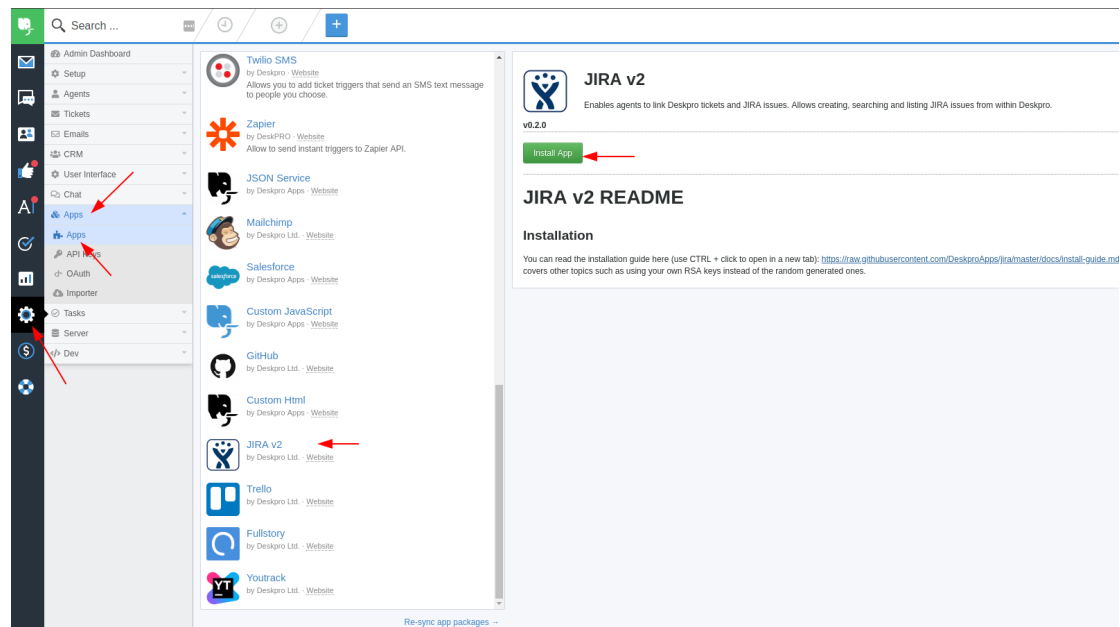 Search ...
Admin Dashboard
Setup
Agents
Tickets
Emails
CRM
User Interface
Chat
Apps
Apps
API Keys
OAuth
Importer
Tasks
Server
Dev
Twilio SMS
by Deskpro · Website
Allows you to add ticket triggers that send an SMS text message
to people you choose.
Zapier
by DeskPRO · Website
Allow to send instant triggers to Zapier API.
JSON Service
by Deskpro Apps · Website
Mailchimp
by Deskpro Ltd. · Website
salesforce
Salesforce
by Deskpro Apps · Website
Custom JavaScript
by Deskpro Apps · Website
GitHub
by Deskpro Ltd. · Website
Custom Html
by Deskpro Apps · Website
JIRA v2
by Deskpro Ltd. · Website
Trello
by Deskpro Ltd. · Website
Fullstory
by Deskpro Ltd. · Website
YT
Youtrack
by Deskpro Ltd. · Website
Re-sync app packages →
JIRA v2
Enables agents to link Deskpro tickets and JIRA issues. Allows creating, searching and listing JIRA issues from within Deskpro.
v0.2.0
Install App
JIRA v2 README
Installation
You can read the installation guide here (use CTRL + click to open in a new tab): https://raw.githubusercontent.com/DeskproApps/jira/master/docs/install-guide.md
covers other topics such as using your own RSA keys instead of the random generated ones.